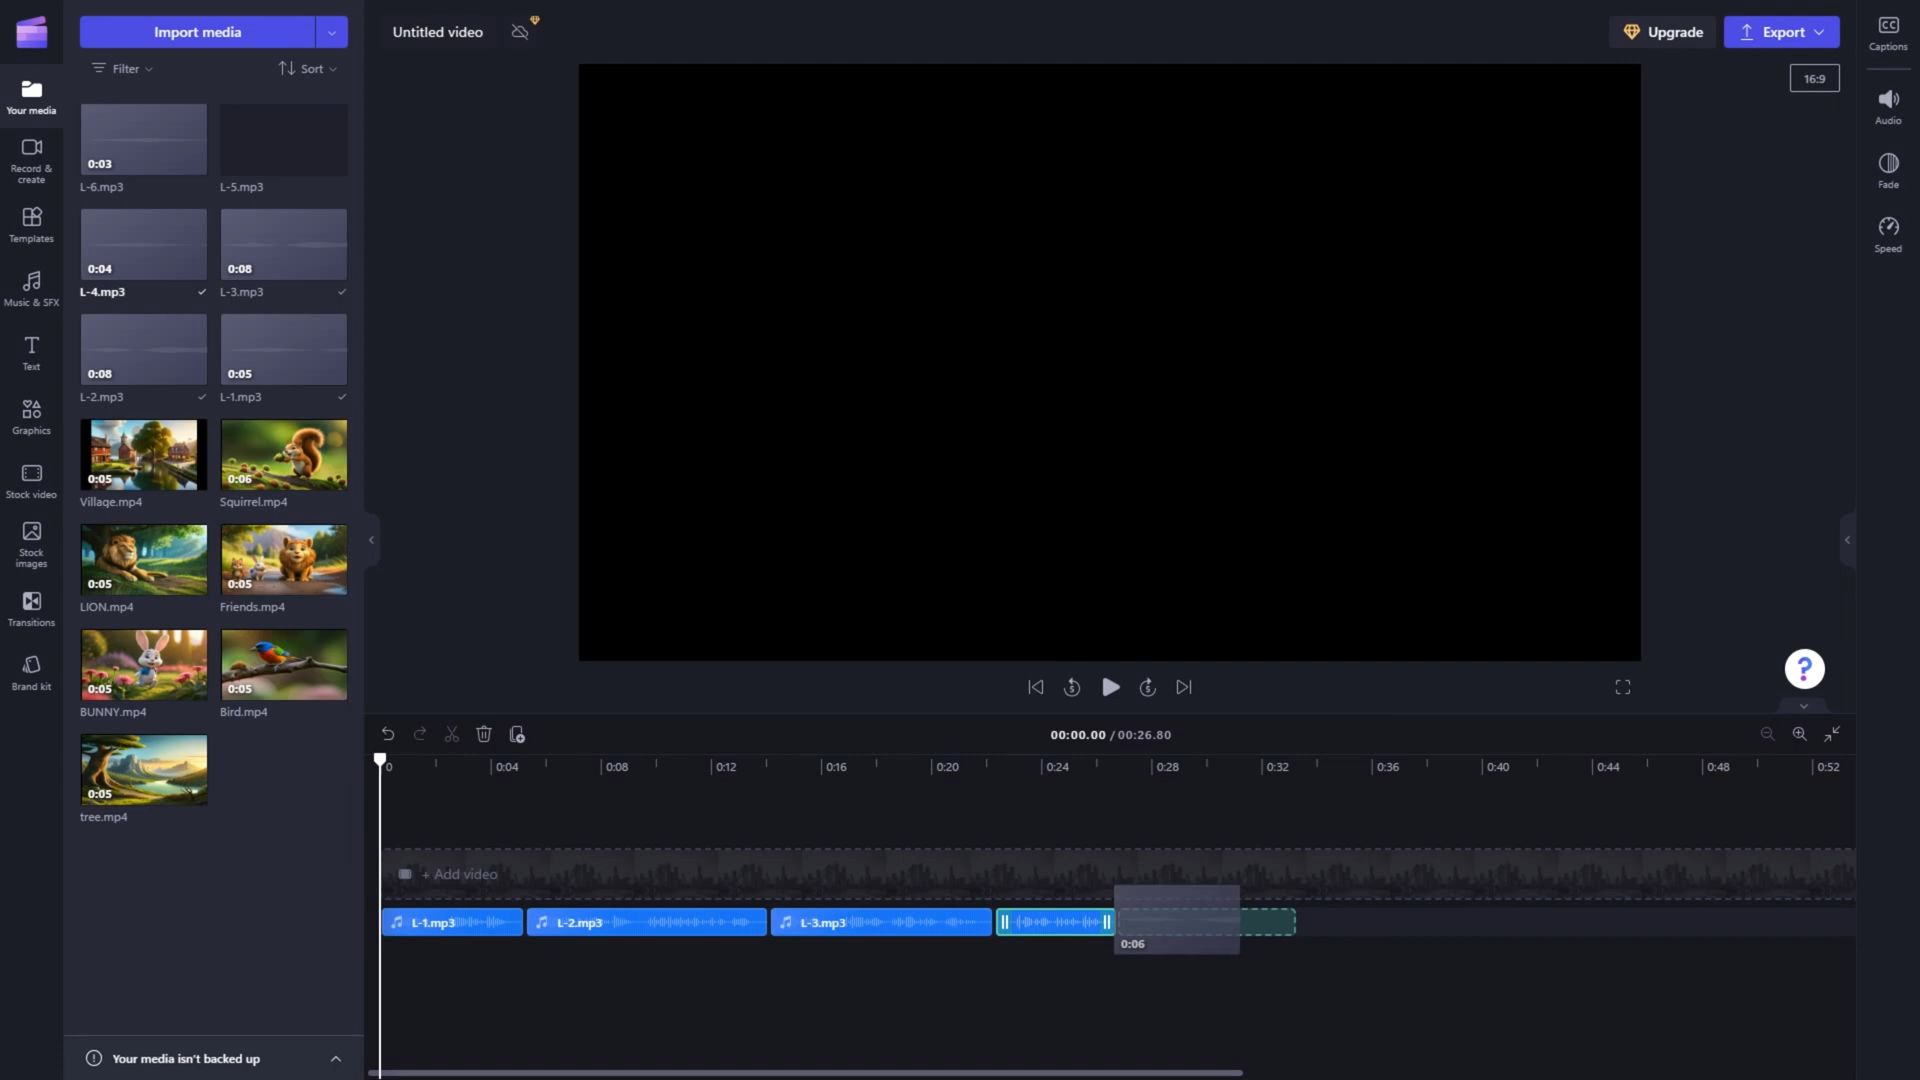 Import media
Untitled video
Upgrade
Export
Captions
Filter
Sort
16:9
Your media
Audio
0:03
L-6.mp3
L-5.mp3
Record &
create
Fade
Templates
Speed
0:04
0:08
L-4.mp3
L-3.mp3
Music & SFX
Text
0:08
0:05
L-2.mp3
L-1.mp3
Graphics
0:05
0:06
Village.mp4
Squirrel.mp4
Stock video
Stock
images
0:05
0:05
LION.mp4
Friends.mp4
Transitions
0:05
0:05
BUNNY.mp4
Bird.mp4
Brand kit
5
5
?
00:00.00 / 00:26.80
0:05
tree.mp4
0 0:04 0:08 0:12 0:16 0:20 0:24 0:28 0:32 0:36 0:40 0:44 0:48 0:52
+ Add video
L-1.mp3
L-2.mp3
L-3.mp3
0:06
Your media isn't backed up